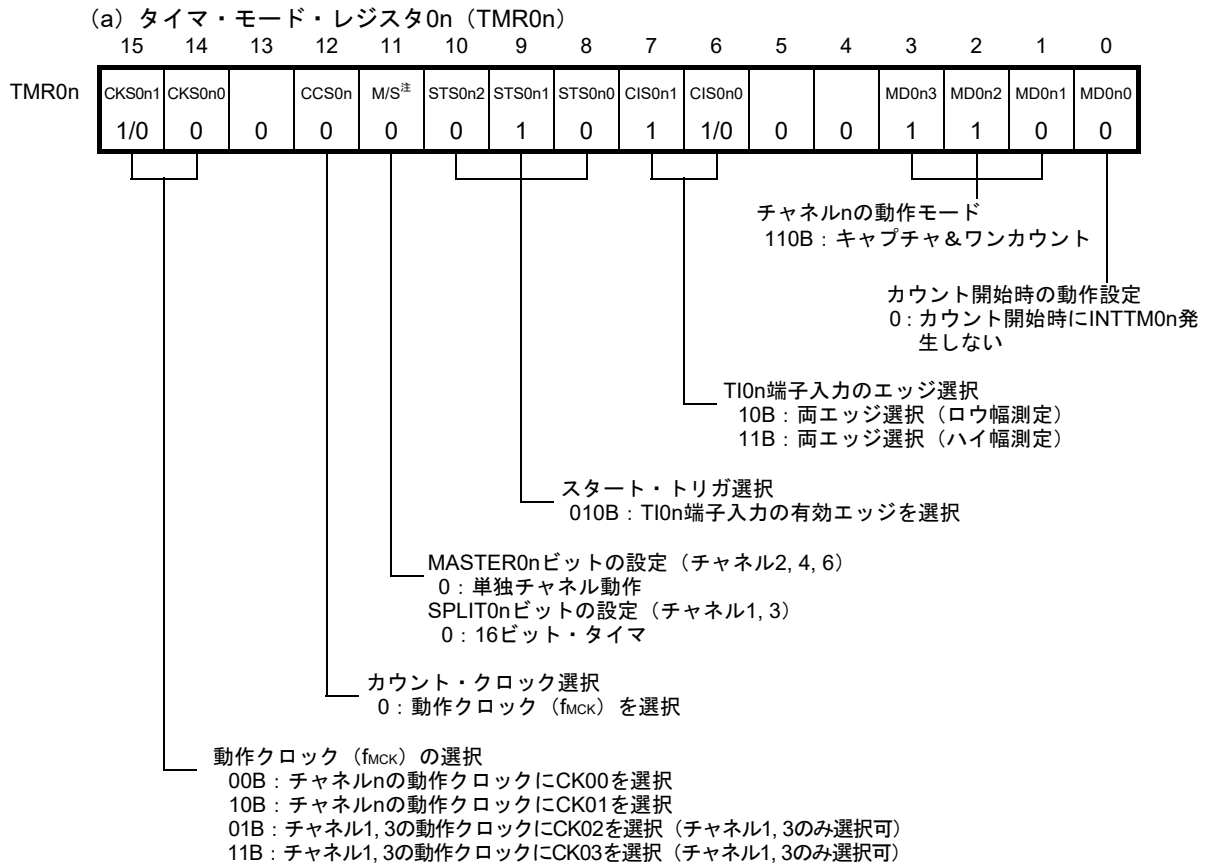 (a) タイマ・モード・レジスタ0n（TMR0n）
15 14 13 12 11 10 9 8 7 6 5 4 3 2 1 0
TMR0n CKS0n1 CKS0n0 CCS0n M/S注 STS0n2 STS0n1 STS0n0 CIS0n1 CIS0n0 MD0n3 MD0n2 MD0n1 MD0n0
1/0 0 0 0 0 0 1 0 1 1/0 0 0 1 1 0 0
チャネルnの動作モード
110B：キャプチャ＆ワンカウント
カウント開始時の動作設定
0：カウント開始時にINTTM0n発
生しない
TI0n端子入力のエッジ選択
10B：両エッジ選択（ロウ幅測定）
11B：両エッジ選択（ハイ幅測定）
スタート・トリガ選択
010B：TI0n端子入力の有効エッジを選択
MASTER0nビットの設定（チャネル2, 4, 6）
0：単独チャネル動作
SPLIT0nビットの設定（チャネル1, 3）
0：16ビット・タイマ
カウント・クロック選択
0：動作クロック（fMCK）を選択
動作クロック（fMCK）の選択
00B：チャネルnの動作クロックにCK00を選択
10B：チャネルnの動作クロックにCK01を選択
01B：チャネル1, 3の動作クロックにCK02を選択（チャネル1, 3のみ選択可）
11B：チャネル1, 3の動作クロックにCK03を選択（チャネル1, 3のみ選択可）